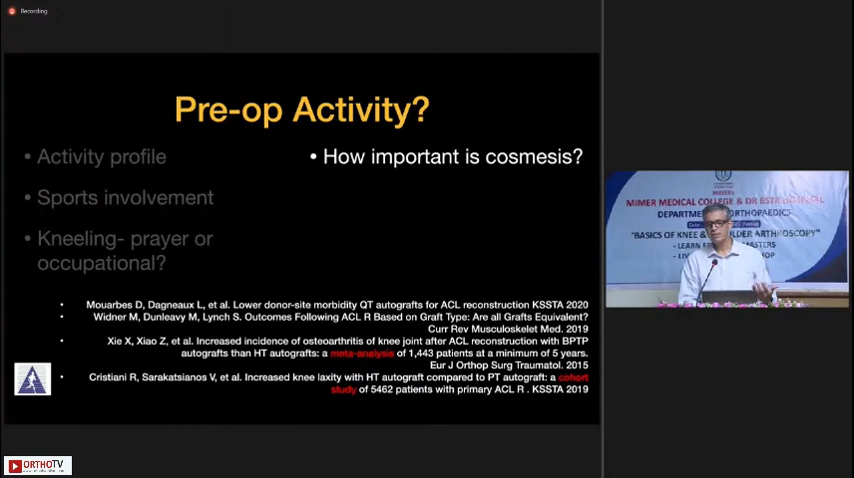 Recording
Pre-op Activity?
• Activity profile
• Sports involvement
• Kneeling- prayer or
occupational?
• How important is cosmesis?
• Mouarbes D, Dagneaux L, et al. Lower donor-site morbidity QT autografts for ACL reconstruction KSSTA 2020
• Widner M, Dunleavy M, Lynch S. Outcomes Following ACL R Based on Graft Type: Are all Grafts Equivalent?
Curr Rev Musculoskelet Med. 2019
• Xie X, Xiao Z, et al. Increased incidence of osteoarthritis of knee joint after ACL reconstruction with BPTP
autografts than HT autografts: a meta-analysis of 1,443 patients at a minimum of 5 years.
Eur J Orthop Surg Traumatol. 2015
• Cristiani R, Sarakatsianos V, et al. Increased knee laxity with HT autograft compared to PT autograft: a cohort
study of 5462 patients with primary ACL R . KSSTA 2019
MIMER MEDICAL COLLEGE & DR BSTR HOSPITAL
DEPARTMENT OF ORTHOPAEDICS
"BASICS OF KNEE & SHOULDER ARTHROSCOPY"
ORTHOTV